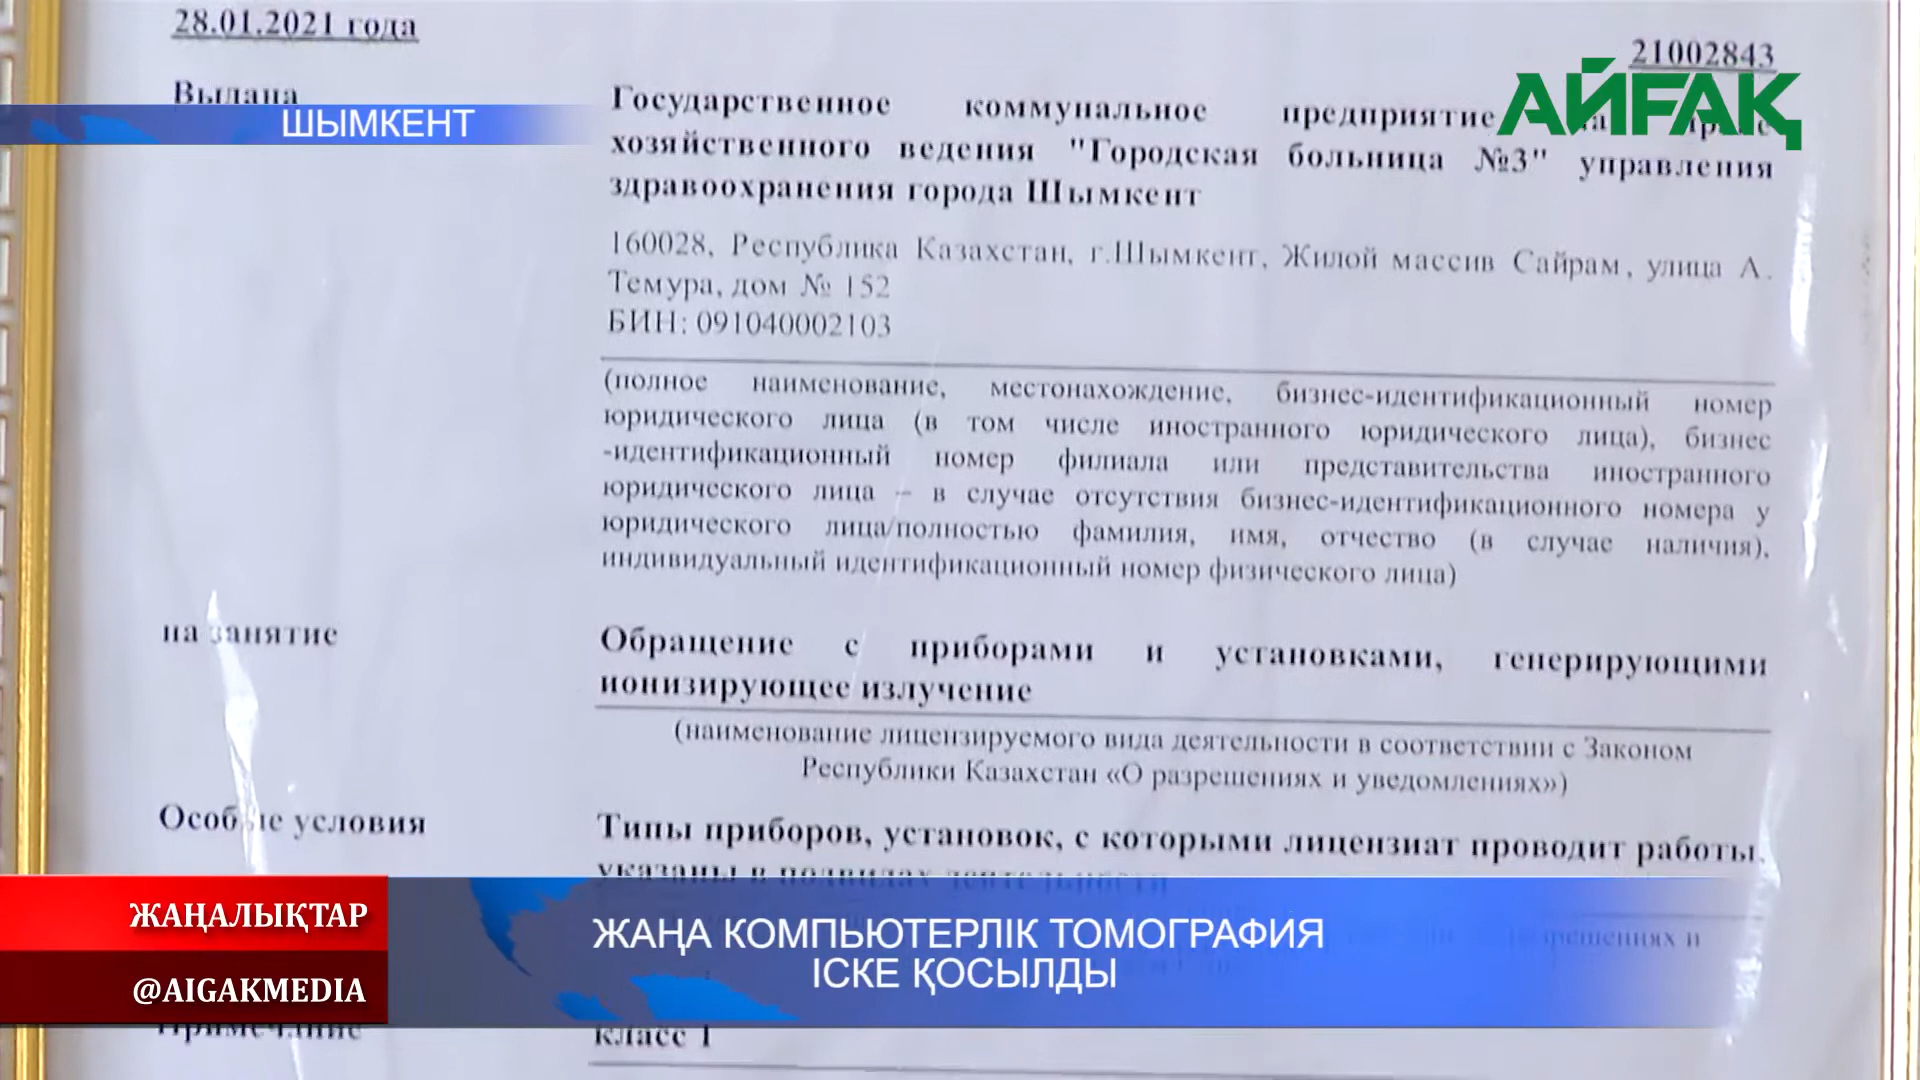 28.01.2021 года
21002843
АЙҒАҚ
Выдана
ШЫМКЕНТ
Государственное коммунальное предприятие
хозяйственного ведения "Городская больница №3" управления
здравоохранения города Шымкент
160028, Республика Казахстан, г.Шымкент, Жилой массив Сайрам, улица А.
Темура, дом № 152
БИН: 091040002103
(полное наименование, местонахождение, бизнес-идентификационный номер
юридического лица (в том числе иностранного юридического лица), бизнес
-идентификационный номер филиала или представительства иностранного
юридического лица – в случае отсутствия бизнес-идентификационного номера у
юридического лица/полностью фамилия, имя, отчество (в случае наличия),
индивидуальный идентификационный номер физического лица)
на занятие
Обращение с приборами и установками, генерирующими
ионизирующее излучение
(наименование лицензируемого вида деятельности в соответствии с Законом
Республики Казахстан «О разрешениях и уведомлениях»)
Особые условия
Типы приборов, установок, с которыми лицензиат проводит работы,
указаны в подвидах деятельности
ЖАҢАЛЫҚТАР
@AIGAKMEDIA
ЖАҢА КОМПЬЮТЕРЛІК ТОМОГРАФИЯ
ІСКЕ ҚОСЫЛДЫ
Примечание
класс 1